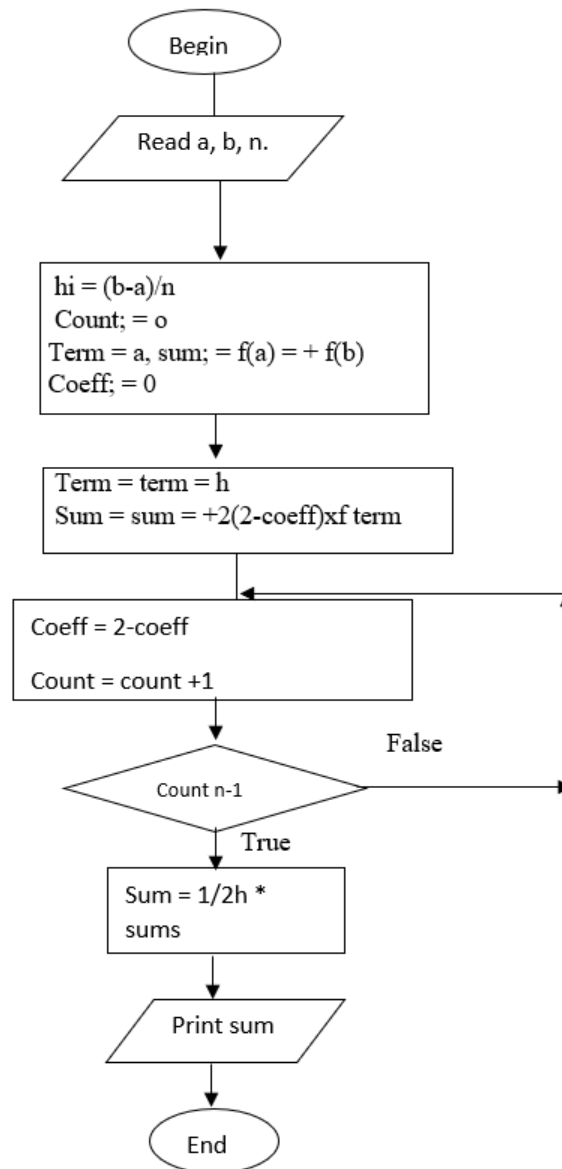 Begin
Read a, b, n.
hi = (b-a)/n
Count; = o
Term = a, sum; = f(a) = + f(b)
Coeff; = 0
Term = term = h
Sum = sum = +2(2-coeff)xf term
Coeff = 2-coeff
Count = count +1
False
Count n-1
True
Sum = 1/2h *
sums
Print sum
End